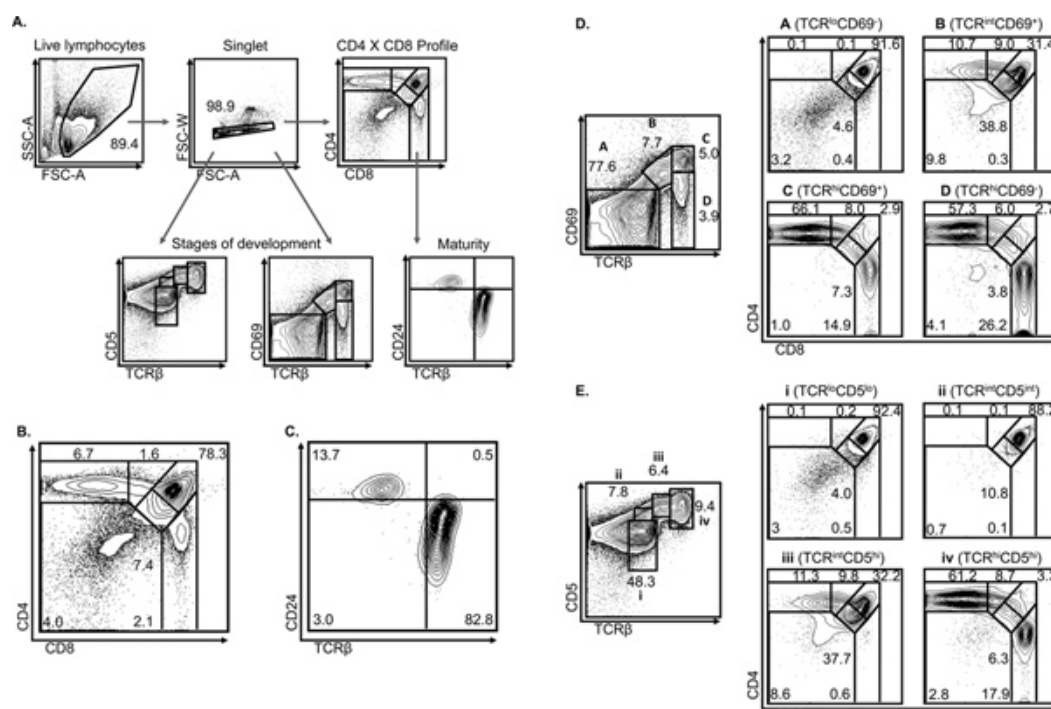 A.
Live lymphocytes
Singlet
CD4 X CD8 Profile
SSC-A
89.4
FSC-A
FSC-W
98.9
FSC-A
CD4
CD8
Stages of development
Maturity
CD5
TCRβ
CD69
TCRβ
CD24
TCRβ
B.
6.7 1.6 78.3
7.4
4.0 2.1
CD4
CD8
C.
13.7 0.5
3.0 82.8
CD24
TCRβ
D.
A
77.6
B
7.7
C
5.0
D
3.9
CD69
TCRβ
A (TCRloCD69-)
0.1 0.1 91.6
4.6
3.2 0.4
B (TCRintCD69+)
10.7 9.0 31.4
38.8
9.8 0.3
C (TCRhiCD69+)
66.1 8.0 2.9
7.3
1.0 14.9
D (TCRhiCD69-)
57.3 6.0
3.8
4.1 26.2
CD4
CD8
E.
ii
7.8
iii
6.4
9.4
iv
48.3
i
CD5
TCRβ
i (TCRloCD5lo)
0.1 0.2 92.4
4.0
3 0.5
ii (TCRintCD5int)
0.1 0.1
10.8
0.7 0.1
iii (TCRintCD5hi)
11.3 9.8 32.2
37.7
8.6 0.6
iv (TCRhiCD5hi)
61.2 8.7
6.3
2.8 17.9
CD4